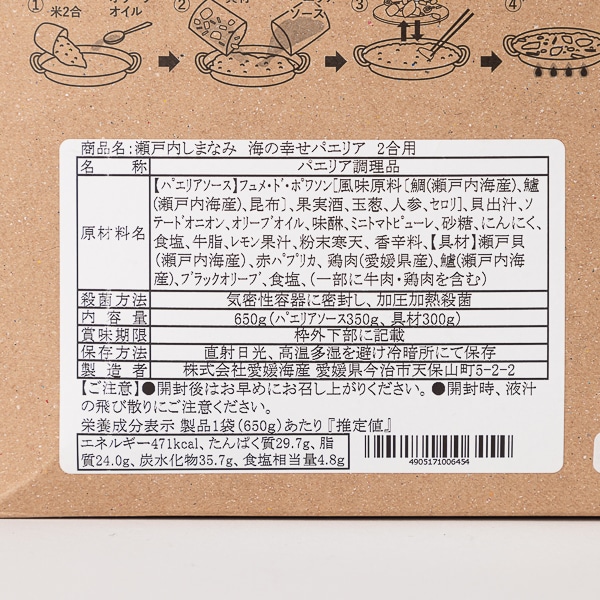 ① ② ③ ④
米2合
オイル
ソース
商品名:瀬戸内しまなみ 海の幸せパエリア 2合用
名称 パエリア調理品
原材料名 【パエリアソース】フュメ・ド・ポワソン[風味原料〔鯛(瀬戸内海産)、鱸
(瀬戸内海産)、昆布〕、果実酒、玉葱、人参、セロリ]、貝出汁、ソ
テードオニオン、オリーブオイル、味醂、ミニトマトピューレ、砂糖、にんにく、
食塩、牛脂、レモン果汁、粉末寒天、香辛料、【具材】瀬戸貝
(瀬戸内海産)、赤パプリカ、鶏肉(愛媛県産)、鱸(瀬戸内海
産)、ブラックオリーブ、食塩、(一部に牛肉・鶏肉を含む)
殺菌方法 気密性容器に密封し、加圧加熱殺菌
内容量 650g(パエリアソース350g、具材300g)
賞味期限 枠外下部に記載
保存方法 直射日光、高温多湿を避け冷暗所にて保存
製造者 株式会社愛媛海産 愛媛県今治市天保山町5-2-2
【ご注意】●開封後はお早めにお召し上がりください。●開封時、液汁
の飛び散りにご注意ください。
栄養成分表示 製品1袋(650g)あたり『推定値』
エネルギー471kcal、たんぱく質29.7g、脂
質24.0g、炭水化物35.7g、食塩相当量4.8g
4905171006454